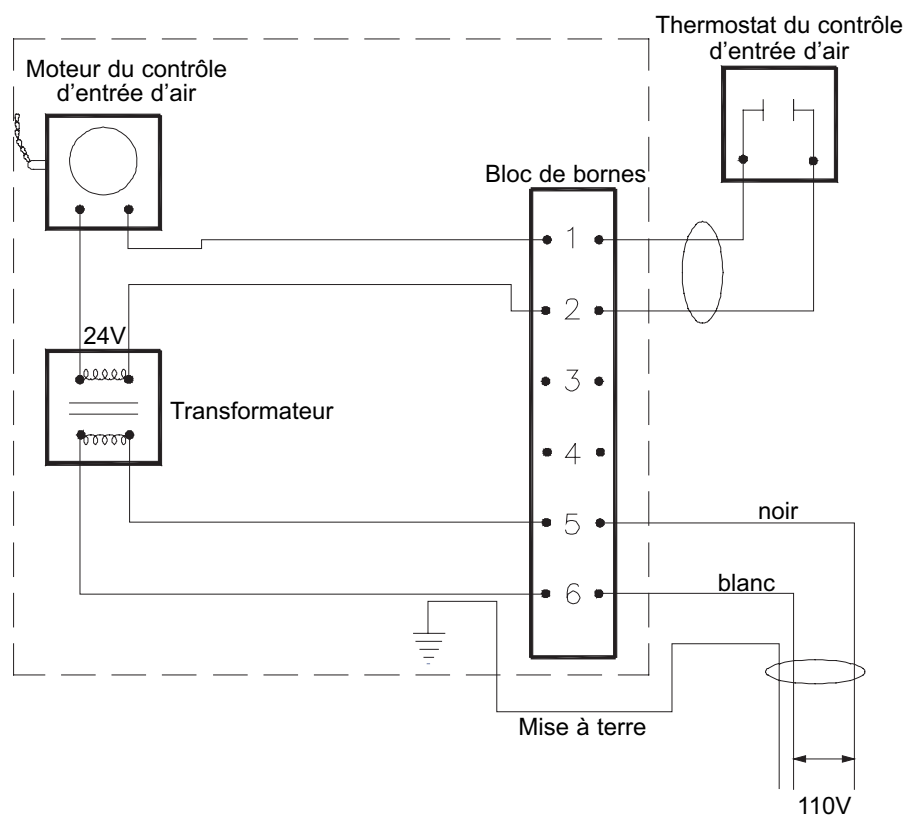 Thermostat du contrôle
d'entrée d'air
Moteur du contrôle
d'entrée d'air
Bloc de bornes
1
2
24V
3
Transformateur
4
5
noir
6
blanc
Mise à terre
110V